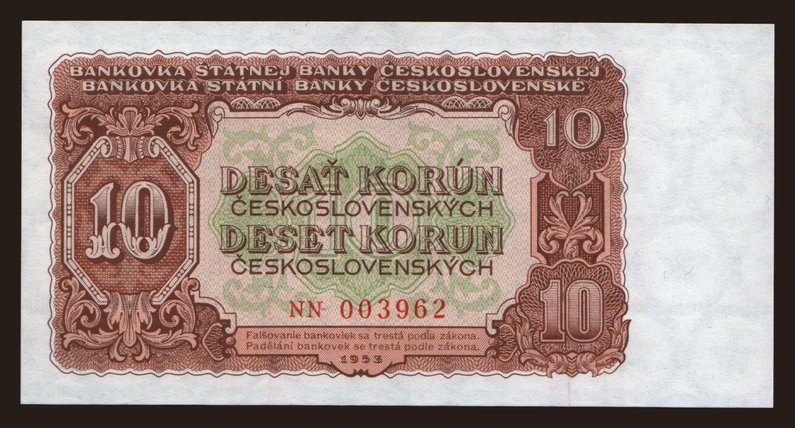 BANKOVKA ŠTÁTNEJ BANKY ČESKOSLOVENSKEJ
BANKOVKA STÁTNÍ BANKY ČESKOSLOVENSKÉ
10
10
DESAŤ KORÚN
ČESKOSLOVENSKÝCH
DESET KORUN
ČESKOSLOVENSKÝCH
NN 003962
10
Falšovanie bankoviek sa trestá podľa zákona.
Padělání bankovek se trestá podle zákona.
1953